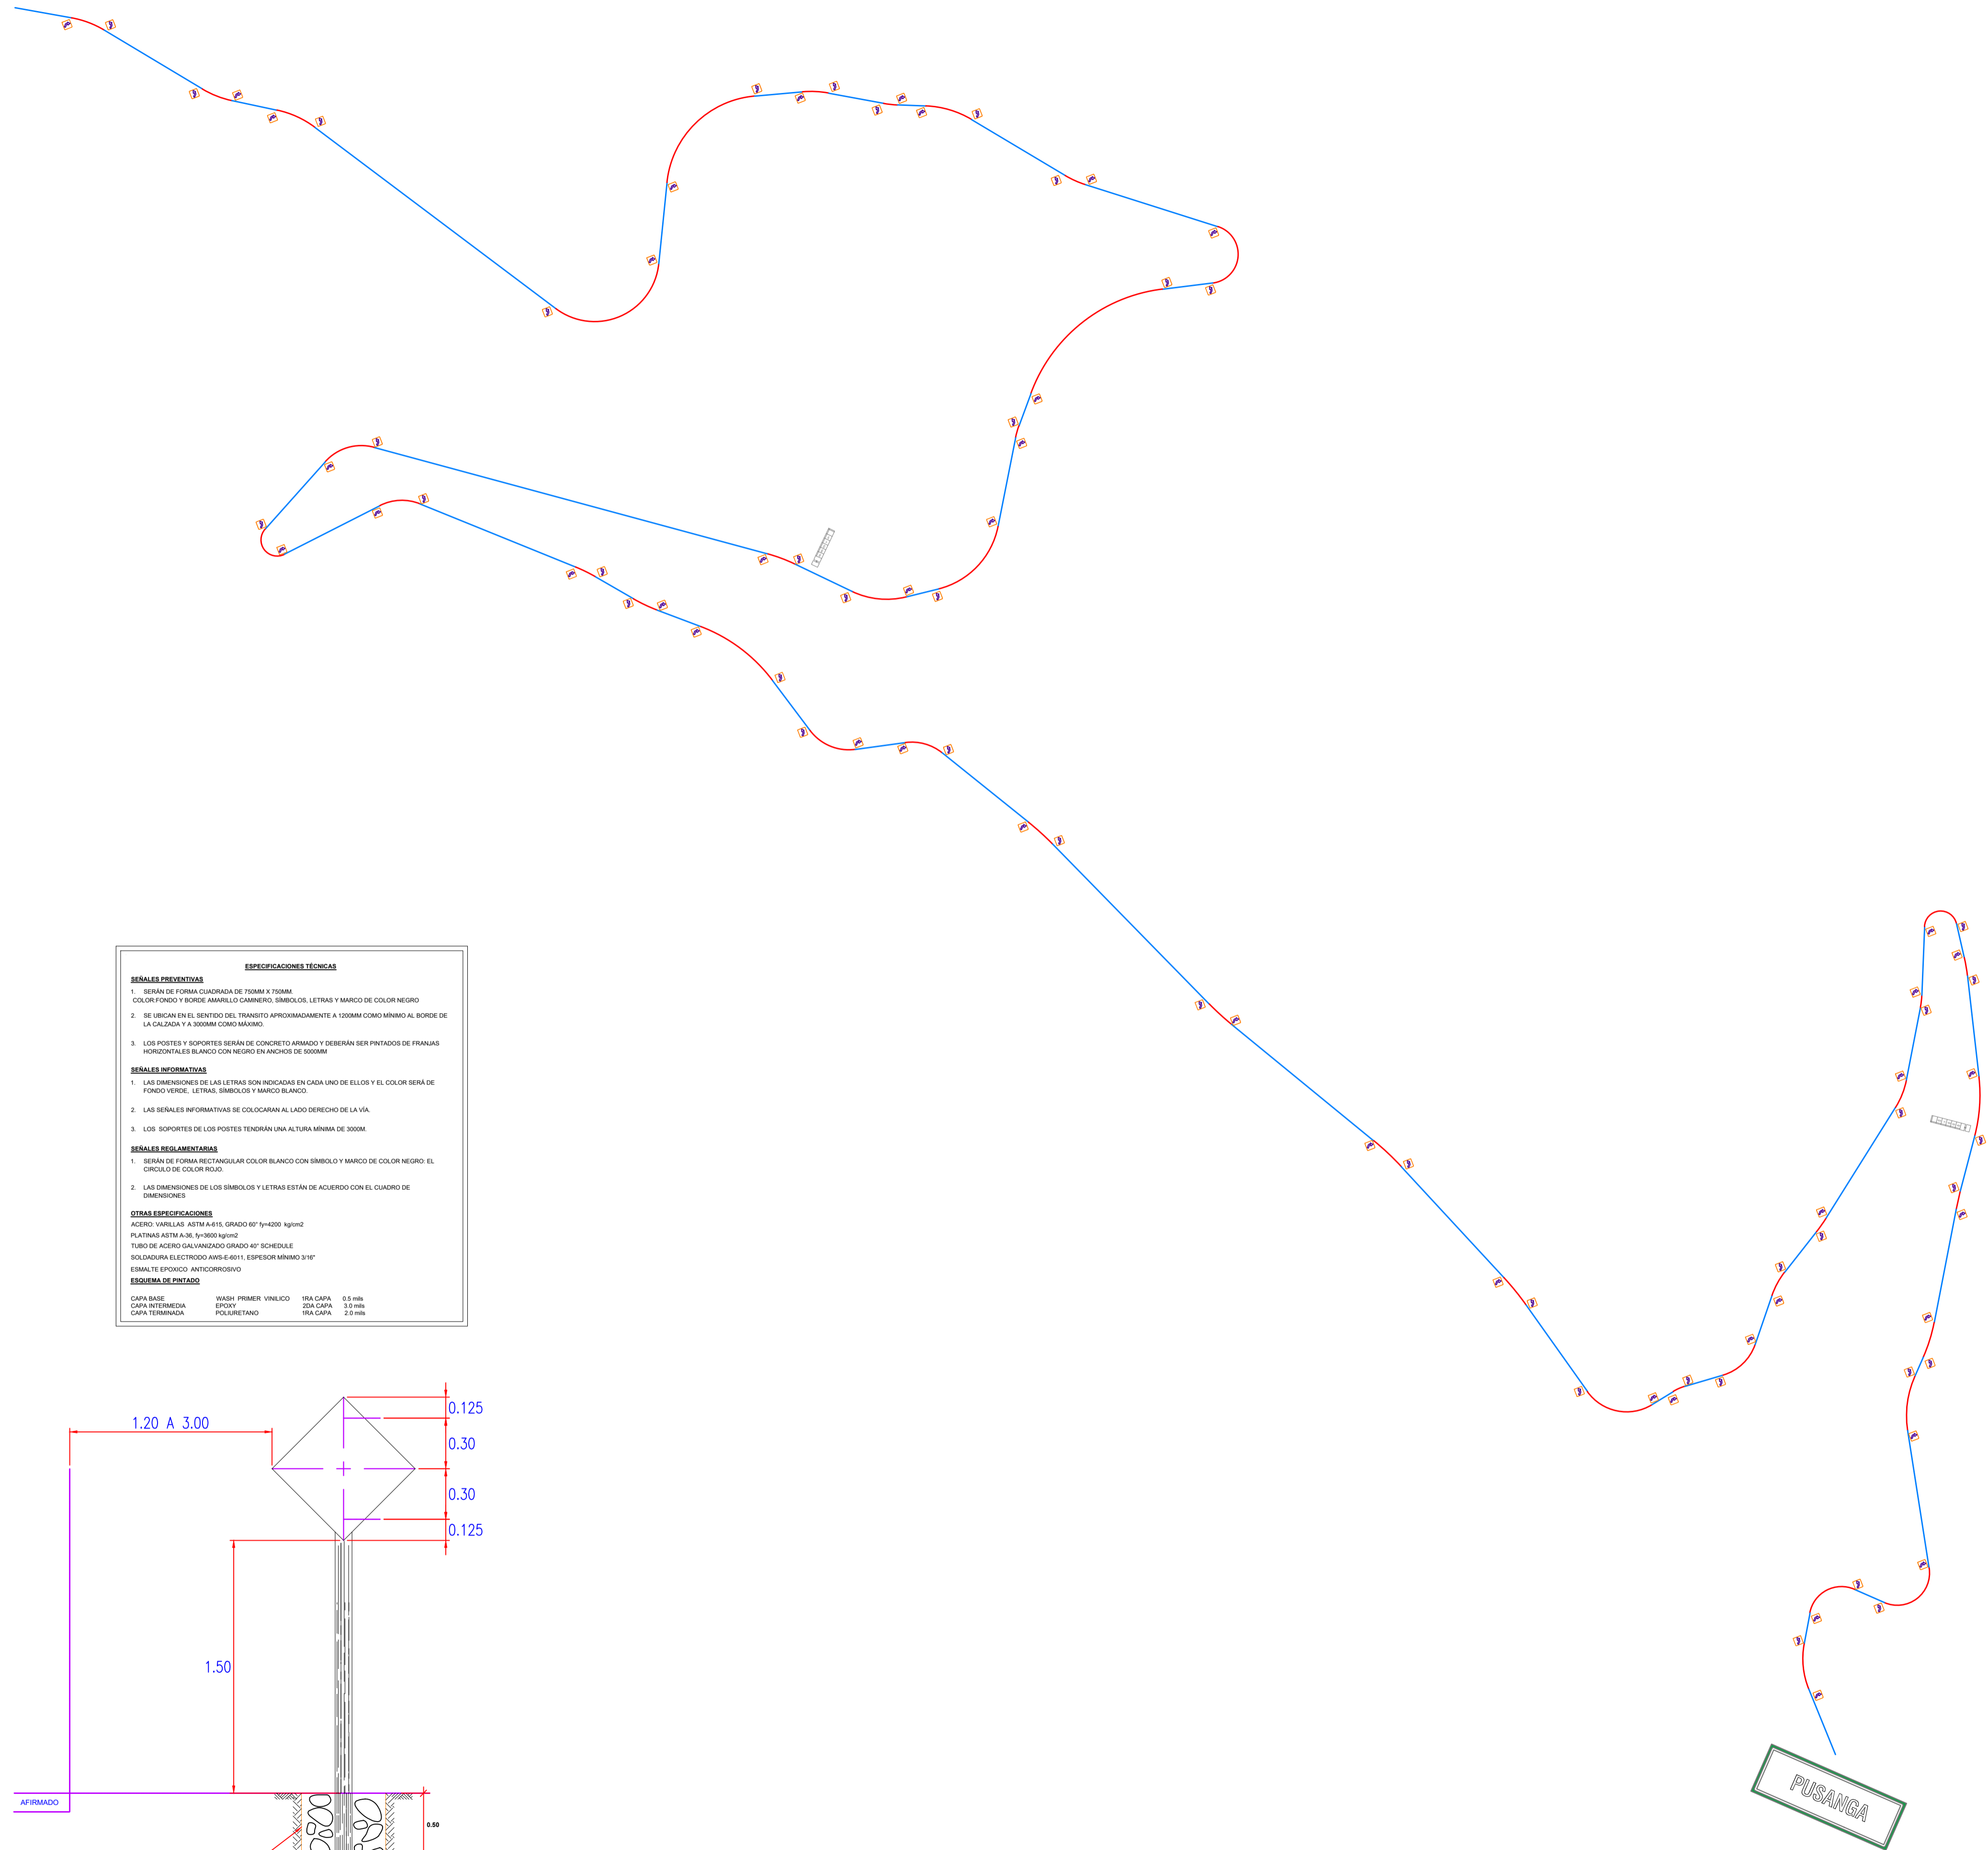 ESPECIFICACIONES TÉCNICAS
SEÑALES PREVENTIVAS
1. SERÁN DE FORMA CUADRADA DE 750MM X 750MM.
COLOR:FONDO Y BORDE AMARILLO CAMINERO, SÍMBOLOS, LETRAS Y MARCO DE COLOR NEGRO
2. SE UBICAN EN EL SENTIDO DEL TRANSITO APROXIMADAMENTE A 1200MM COMO MÍNIMO AL BORDE DE
LA CALZADA Y A 3000MM COMO MÁXIMO.
3. LOS POSTES Y SOPORTES SERÁN DE CONCRETO ARMADO Y DEBERÁN SER PINTADOS DE FRANJAS
HORIZONTALES BLANCO CON NEGRO EN ANCHOS DE 5000MM
SEÑALES INFORMATIVAS
1. LAS DIMENSIONES DE LAS LETRAS SON INDICADAS EN CADA UNO DE ELLOS Y EL COLOR SERÁ DE
FONDO VERDE, LETRAS, SÍMBOLOS Y MARCO BLANCO.
2. LAS SEÑALES INFORMATIVAS SE COLOCARAN AL LADO DERECHO DE LA VÍA.
3. LOS SOPORTES DE LOS POSTES TENDRÁN UNA ALTURA MÍNIMA DE 3000M.
SEÑALES REGLAMENTARIAS
1. SERÁN DE FORMA RECTANGULAR COLOR BLANCO CON SÍMBOLO Y MARCO DE COLOR NEGRO: EL
CIRCULO DE COLOR ROJO.
2. LAS DIMENSIONES DE LOS SÍMBOLOS Y LETRAS ESTÁN DE ACUERDO CON EL CUADRO DE
DIMENSIONES
OTRAS ESPECIFICACIONES
ACERO: VARILLAS ASTM A-615, GRADO 60° fy=4200 kg/cm2
PLATINAS ASTM A-36, fy=3600 kg/cm2
TUBO DE ACERO GALVANIZADO GRADO 40° SCHEDULE
SOLDADURA ELECTRODO AWS-E-6011, ESPESOR MÍNIMO 3/16"
ESMALTE EPOXICO ANTICORROSIVO
ESQUEMA DE PINTADO
CAPA BASE WASH PRIMER VINILICO 1RA CAPA 0.5 mils
CAPA INTERMEDIA EPOXY 2DA CAPA 3.0 mils
CAPA TERMINADA POLIURETANO 1RA CAPA 2.0 mils
1.20 A 3.00
0.125
0.30
0.30
0.125
1.50
AFIRMADO
0.50
PUSANGA